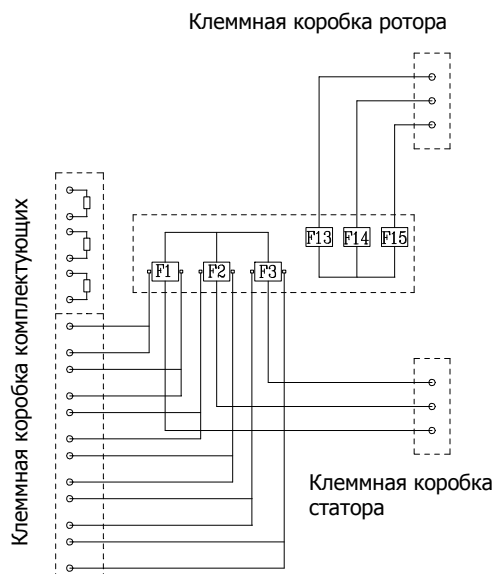 Клеммная коробка ротора
F13 F14 F15
F1 F2 F3
Клеммная коробка комплектующих
Клеммная коробка
статора